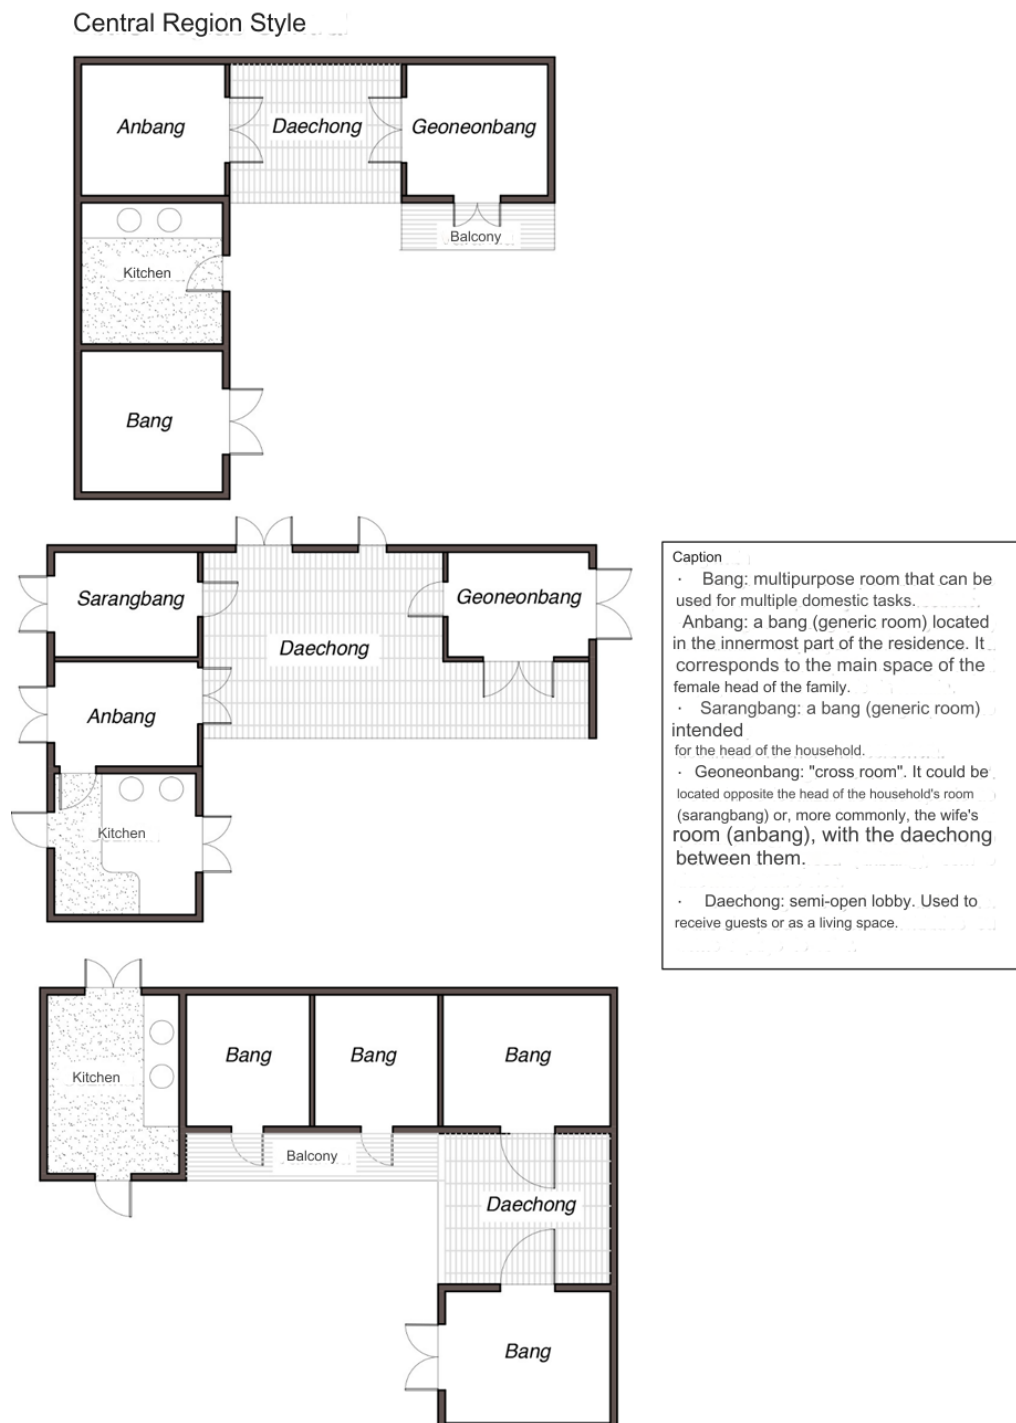 Central Region Style
Anbang
Daechong
Geoneonbang
Balcony
Kitchen
Bang
Sarangbang
Geoneonbang
Daechong
Anbang
Kitchen
Caption
· Bang: multipurpose room that can be
used for multiple domestic tasks.
Anbang: a bang (generic room) located
in the innermost part of the residence. It
corresponds to the main space of the
female head of the family.
· Sarangbang: a bang (generic room)
intended
for the head of the household.
· Geoneonbang: "cross room". It could be
located opposite the head of the household's room
(sarangbang) or, more commonly, the wife's
room (anbang), with the daechong
between them.
· Daechong: semi-open lobby. Used to
receive guests or as a living space.
Bang
Bang
Bang
Kitchen
Balcony
Daechong
Bang